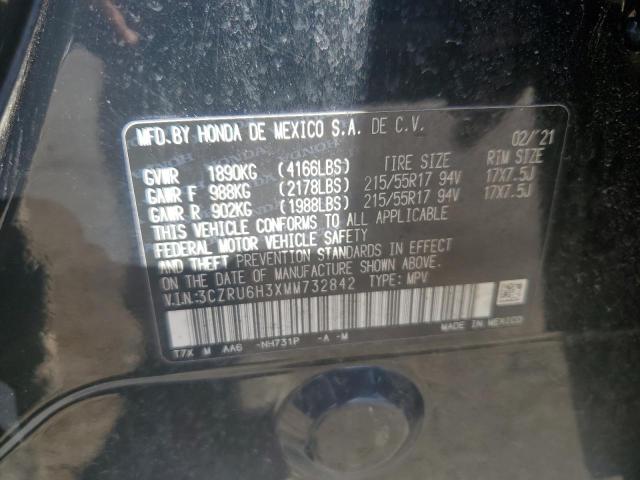 MFD.BY HONDA DE MEXICO S.A. DE C.V. 02/'21
TIRE SIZE RIM SIZE
GVWR 1890KG (4166LBS)
GAWR F 988KG (2178LBS) 215/55R17 94V 17X7.5J
GAWR R 902KG (1988LBS) 215/55R17 94V 17X7.5J
THIS VEHICLE CONFORMS TO ALL APPLICABLE
FEDERAL MOTOR VEHICLE SAFETY
AND THEFT PREVENTION STANDARDS IN EFFECT
ON THE DATE OF MANUFACTURE SHOWN ABOVE.
V.I.N:3CZRU6H3XMM732842 TYPE: MPV
MADE IN MEXICO
T7X M AA6 -NH731P -A -M